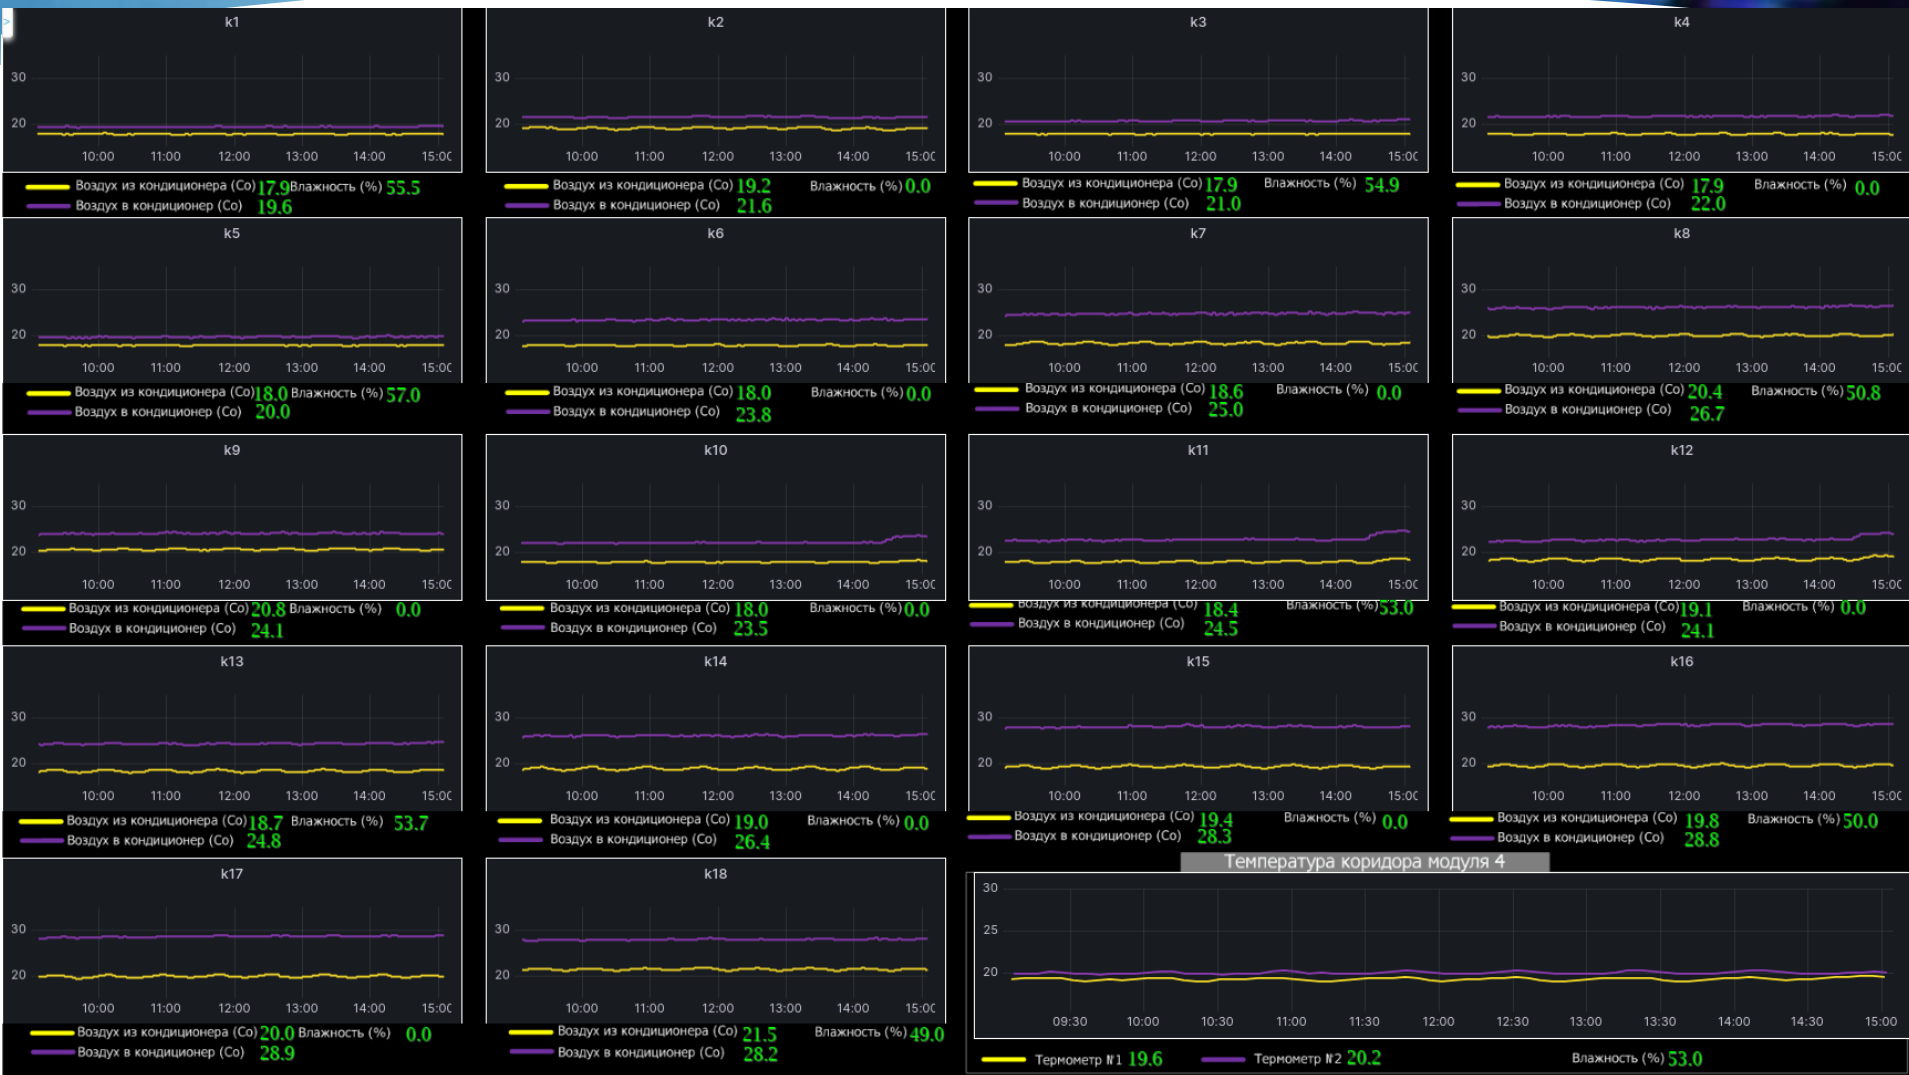 >
k1
30
20
10:00 11:00 12:00 13:00 14:00 15:00
Воздух из кондиционера (Co) 17.9 Влажность (%) 55.5
Воздух в кондиционер (Co) 19.6
k2
30
20
10:00 11:00 12:00 13:00 14:00 15:00
Воздух из кондиционера (Co) 19.2 Влажность (%) 0.0
Воздух в кондиционер (Co) 21.6
k3
30
20
10:00 11:00 12:00 13:00 14:00 15:00
Воздух из кондиционера (Co) 17.9 Влажность (%) 54.9
Воздух в кондиционер (Co) 21.0
k4
30
20
10:00 11:00 12:00 13:00 14:00 15:00
Воздух из кондиционера (Co) 17.9 Влажность (%) 0.0
Воздух в кондиционер (Co) 22.0
k5
30
20
10:00 11:00 12:00 13:00 14:00 15:00
Воздух из кондиционера (Co) 18.0 Влажность (%) 57.0
Воздух в кондиционер (Co) 20.0
k6
30
20
10:00 11:00 12:00 13:00 14:00 15:00
Воздух из кондиционера (Co) 18.0 Влажность (%) 0.0
Воздух в кондиционер (Co) 23.8
k7
30
20
10:00 11:00 12:00 13:00 14:00 15:00
Воздух из кондиционера (Co) 18.6 Влажность (%) 0.0
Воздух в кондиционер (Co) 25.0
k8
30
20
10:00 11:00 12:00 13:00 14:00 15:00
Воздух из кондиционера (Co) 20.4 Влажность (%) 50.8
Воздух в кондиционер (Co) 26.7
k9
30
20
10:00 11:00 12:00 13:00 14:00 15:00
Воздух из кондиционера (Co) 20.8 Влажность (%) 0.0
Воздух в кондиционер (Co) 24.1
k10
30
20
10:00 11:00 12:00 13:00 14:00 15:00
Воздух из кондиционера (Co) 18.0 Влажность (%) 0.0
Воздух в кондиционер (Co) 23.5
k11
30
20
10:00 11:00 12:00 13:00 14:00 15:00
Воздух из кондиционера (Co) 18.4 Влажность (%) 53.0
Воздух в кондиционер (Co) 24.5
k12
30
20
10:00 11:00 12:00 13:00 14:00 15:00
Воздух из кондиционера (Co) 19.1 Влажность (%) 0.0
Воздух в кондиционер (Co) 24.1
k13
30
20
10:00 11:00 12:00 13:00 14:00 15:00
Воздух из кондиционера (Co) 18.7 Влажность (%) 53.7
Воздух в кондиционер (Co) 24.8
k14
30
20
10:00 11:00 12:00 13:00 14:00 15:00
Воздух из кондиционера (Co) 19.0 Влажность (%) 0.0
Воздух в кондиционер (Co) 26.4
k15
30
20
10:00 11:00 12:00 13:00 14:00 15:00
Воздух из кондиционера (Co) 19.4 Влажность (%) 0.0
Воздух в кондиционер (Co) 28.3
k16
30
20
10:00 11:00 12:00 13:00 14:00 15:00
Воздух из кондиционера (Co) 19.8 Влажность (%) 50.0
Воздух в кондиционер (Co) 28.8
k17
30
20
10:00 11:00 12:00 13:00 14:00 15:00
Воздух из кондиционера (Co) 20.0 Влажность (%) 0.0
Воздух в кондиционер (Co) 28.9
k18
30
20
10:00 11:00 12:00 13:00 14:00 15:00
Воздух из кондиционера (Co) 21.5 Влажность (%) 49.0
Воздух в кондиционер (Co) 28.2
Температура коридора модуля 4
30
25
20
09:30 10:00 10:30 11:00 11:30 12:00 12:30 13:00 13:30 14:00 14:30 15:00
Термометр №1 19.6 Термометр №2 20.2 Влажность (%) 53.0